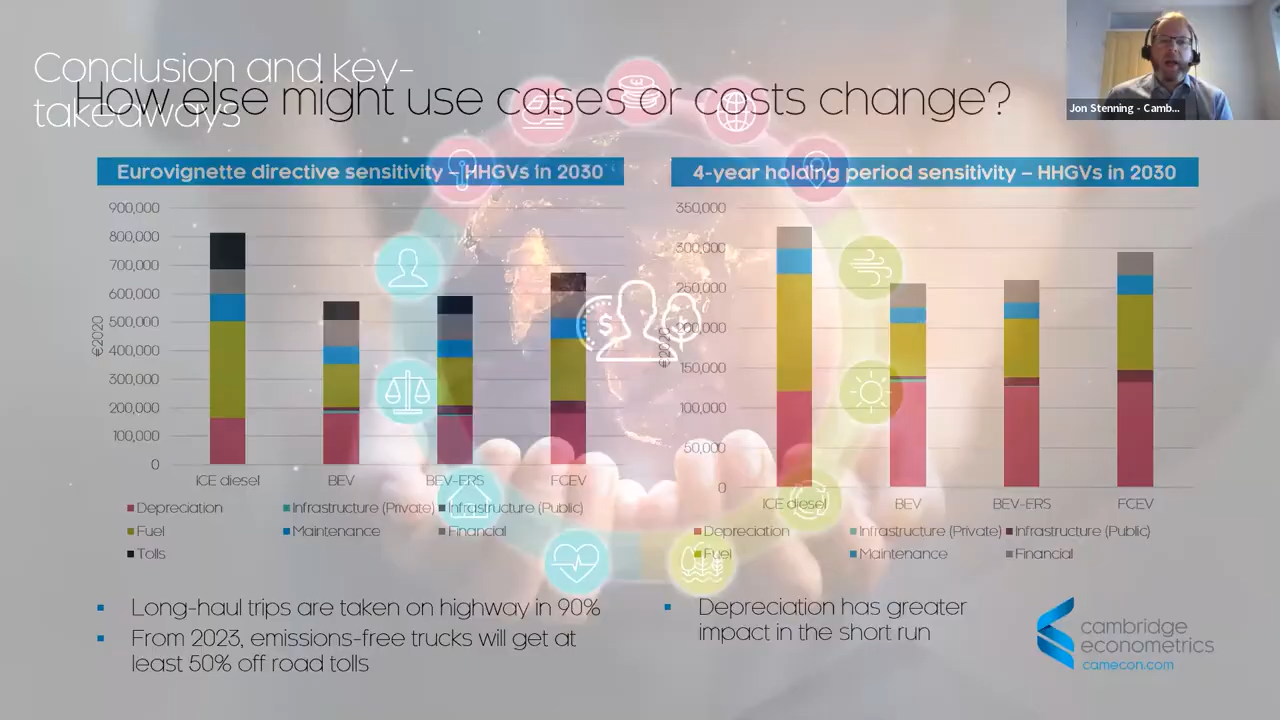 Conclusion and key-
takeaways
How else might use cases or costs change?
Jon Stenning - Camb...
Eurovignette directive sensitivity – HHGVs in 2030
900,000
800,000
700,000
600,000
500,000
400,000
300,000
200,000
100,000
0
€2020
ICE diesel BEV BEV-ERS FCEV
Depreciation Infrastructure (Private) Infrastructure (Public)
Fuel Maintenance Financial
Tolls
Long-haul trips are taken on highway in 90%
From 2023, emissions-free trucks will get at
least 50% off road tolls
4-year holding period sensitivity – HHGVs in 2030
350,000
300,000
250,000
200,000
150,000
100,000
50,000
0
€2020
ICE diesel BEV BEV-ERS FCEV
Depreciation Infrastructure (Private) Infrastructure (Public)
Fuel Maintenance Financial
Depreciation has greater
impact in the short run
cambridge
econometrics
camecon.com